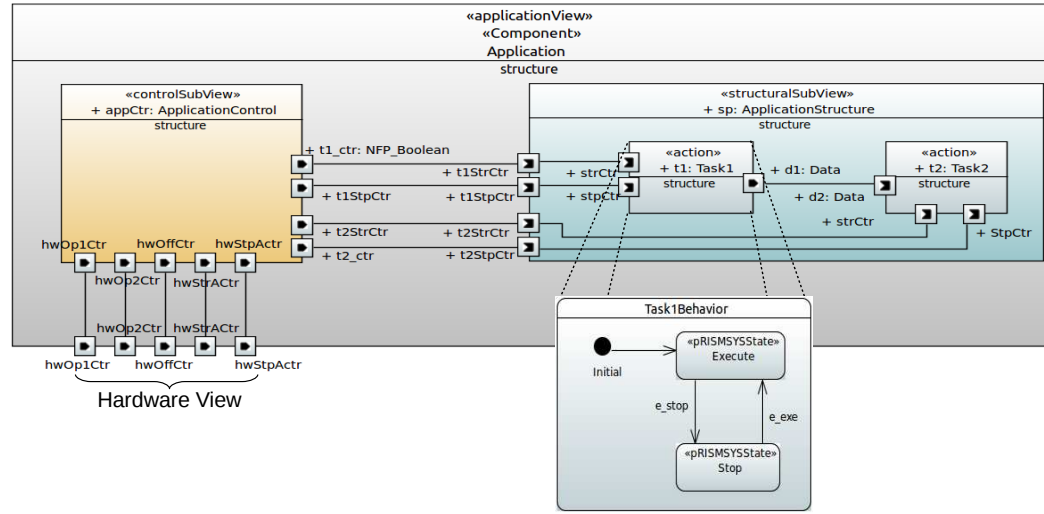 «applicationView»
«Component»
Application
structure
«controlSubView»
+ appCtr: ApplicationControl
structure
«structuralSubView»
+ sp: ApplicationStructure
structure
+ t1_ctr: NFP_Boolean
+ t1StrCtr
+ t1StpCtr
+ t1StpCtr
+ t2StrCtr
+ t2StrCtr
+ t2_ctr
+ t2StpCtr
+ strCtr
+ stpCtr
«action»
+ t1: Task1
structure
+ d1: Data
+ d2: Data
«action»
+ t2: Task2
structure
+ strCtr
+ StpCtr
hwOp1Ctr
hwOffCtr
hwStpActr
hwOp2Ctr
hwStrACtr
hwOp2Ctr
hwStrACtr
hwOp1Ctr
hwOffCtr
hwStpActr
Hardware View
Task1Behavior
Initial
«pRISMSYSState»
Execute
e_stop
e_exe
«pRISMSYSState»
Stop